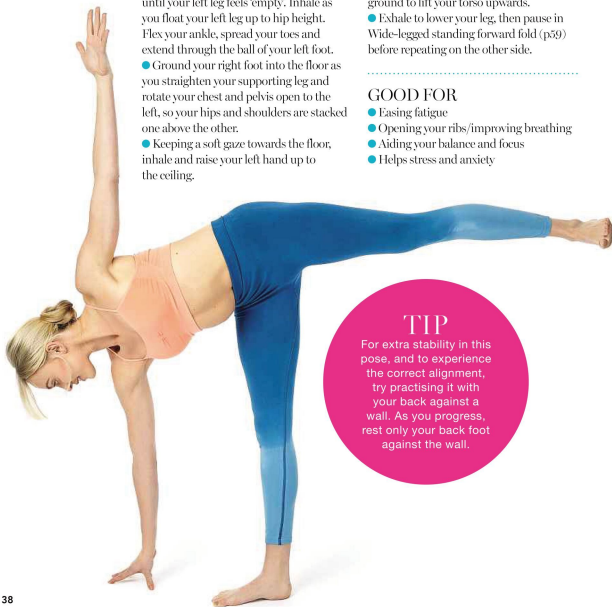 until your left leg feels 'empty'. Inhale as
you float your left leg up to hip height.
Flex your ankle, spread your toes and
extend through the ball of your left foot.
● Ground your right foot into the floor as
you straighten your supporting leg and
rotate your chest and pelvis open to the
left, so your hips and shoulders are stacked
one above the other.
● Keeping a soft gaze towards the floor,
inhale and raise your left hand up to
the ceiling.
ground to lift your torso upwards.
● Exhale to lower your leg, then pause in
Wide-legged standing forward fold (p59)
before repeating on the other side.
GOOD FOR
● Easing fatigue
● Opening your ribs/improving breathing
● Aiding your balance and focus
● Helps stress and anxiety
TIP
For extra stability in this
pose, and to experience
the correct alignment,
try practising it with
your back against a
wall. As you progress,
rest only your back foot
against the wall.
38